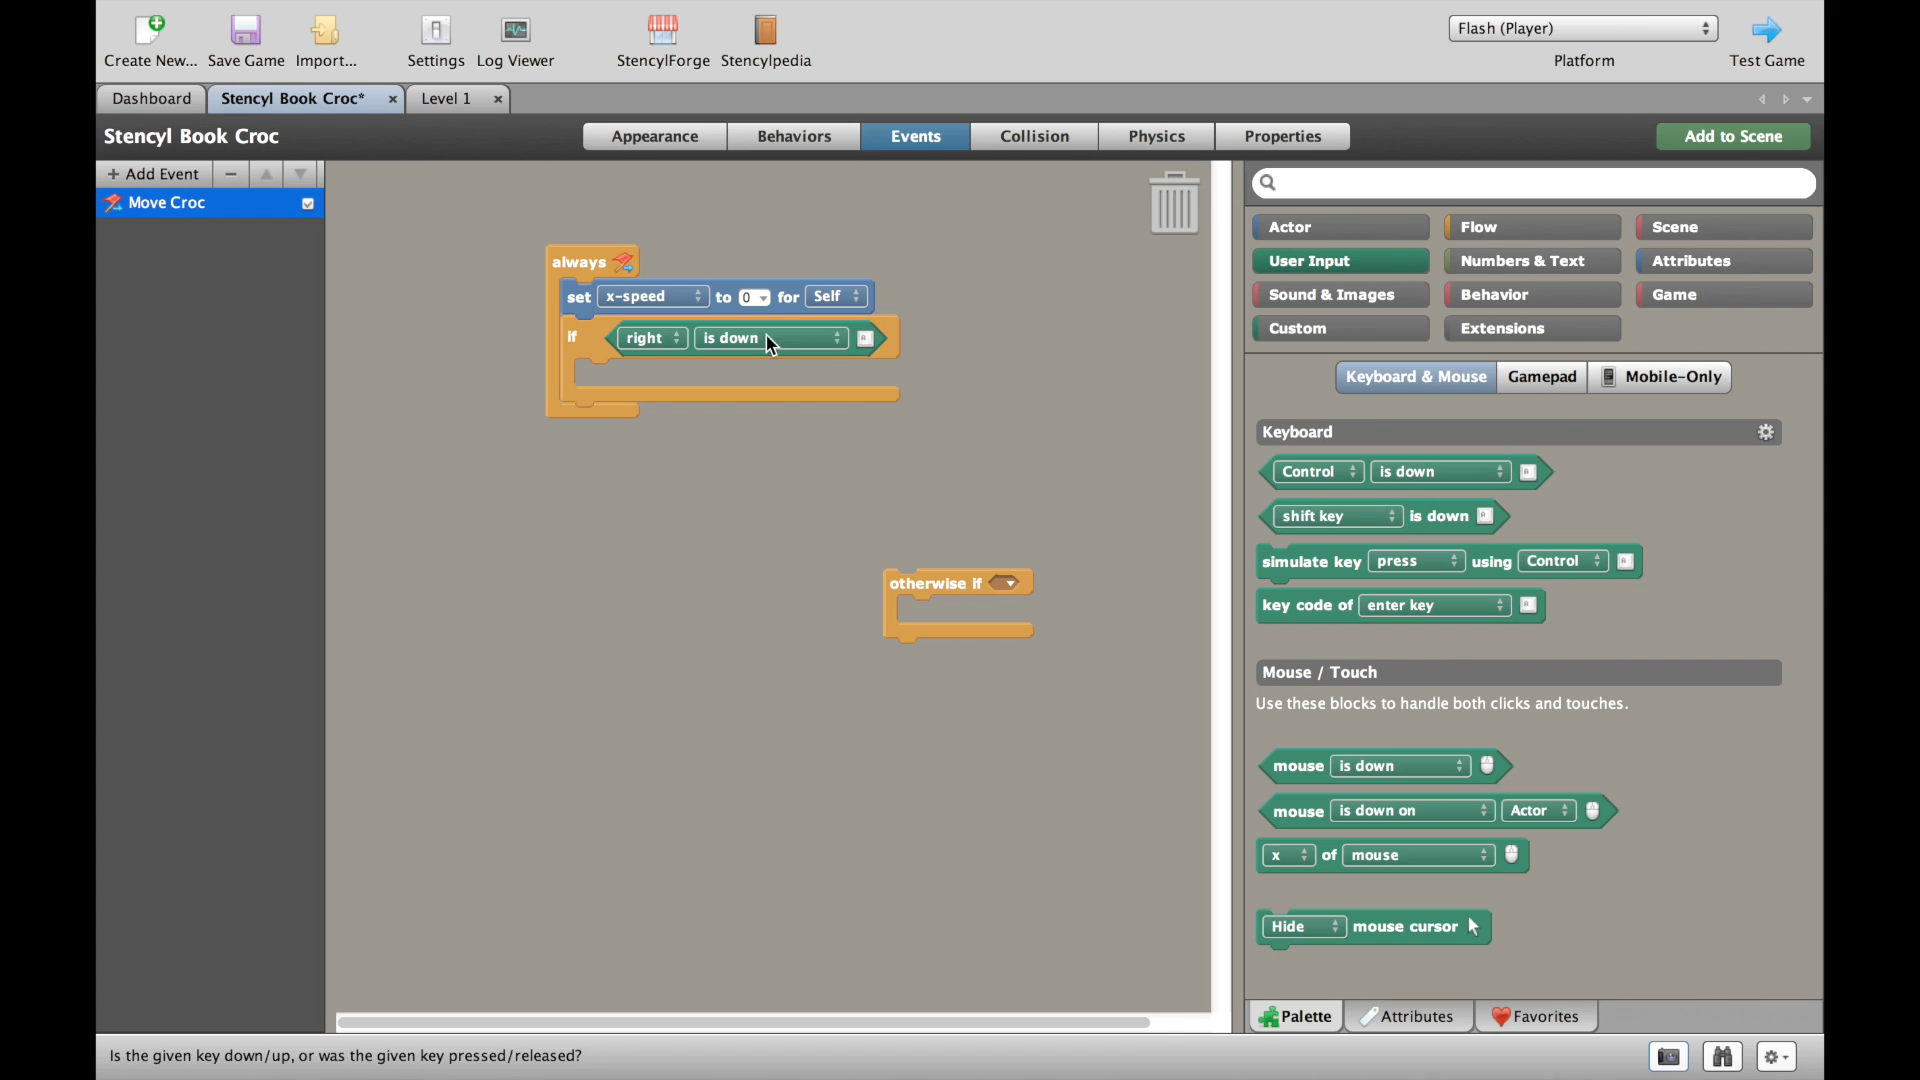 Create New... Save Game Import... Settings Log Viewer StencylForge Stencylpedia
Flash (Player)
Platform
Test Game
Dashboard Stencyl Book Croc* Level 1
Stencyl Book Croc
Appearance Behaviors Events Collision Physics Properties
Add to Scene
+ Add Event
Move Croc
always
set x-speed to 0 for Self
if right is down
otherwise if
Actor Flow Scene
User Input Numbers & Text Attributes
Sound & Images Behavior Game
Custom Extensions
Keyboard & Mouse Gamepad Mobile-Only
Keyboard
Control is down
shift key is down
simulate key press using Control
key code of enter key
Mouse / Touch
Use these blocks to handle both clicks and touches.
mouse is down
mouse is down on Actor
x of mouse
Hide mouse cursor
Palette Attributes Favorites
Is the given key down/up, or was the given key pressed/released?